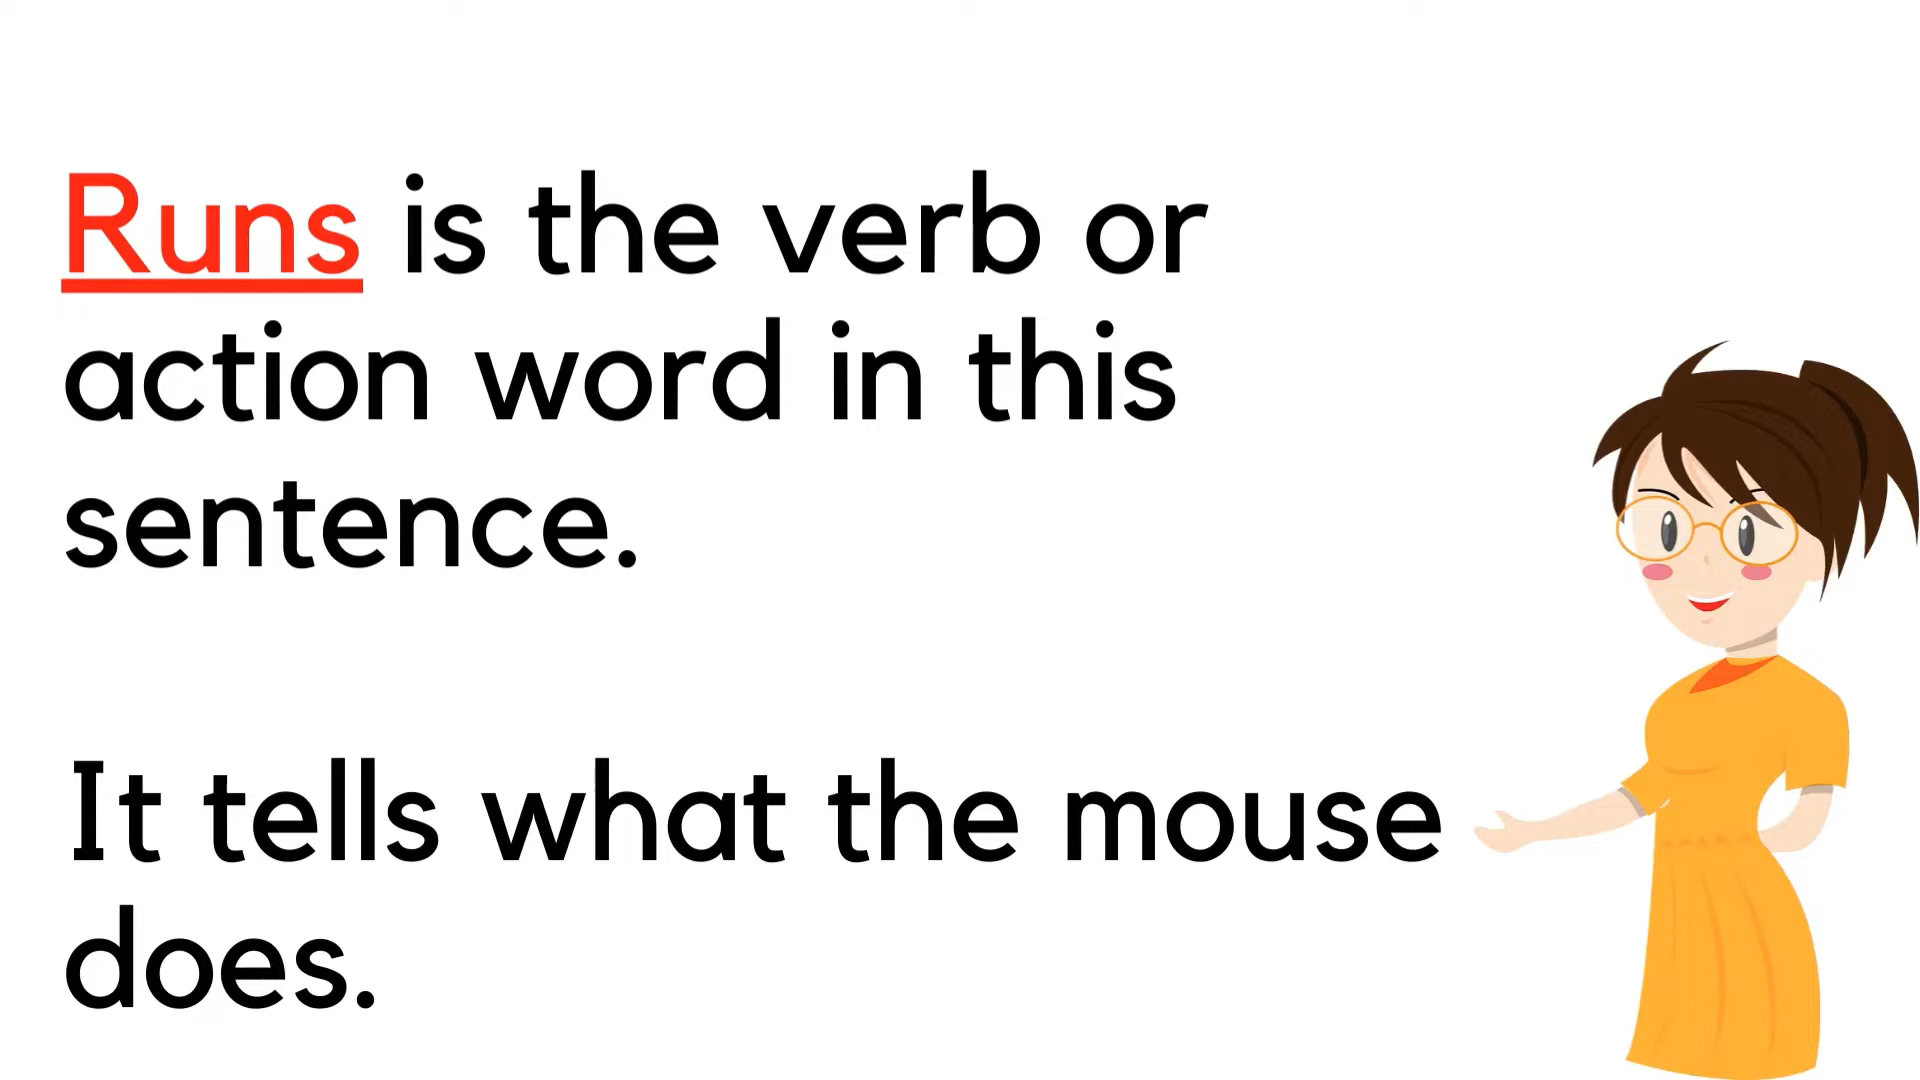 Runs is the verb or
action word in this
sentence.
It tells what the mouse
does.